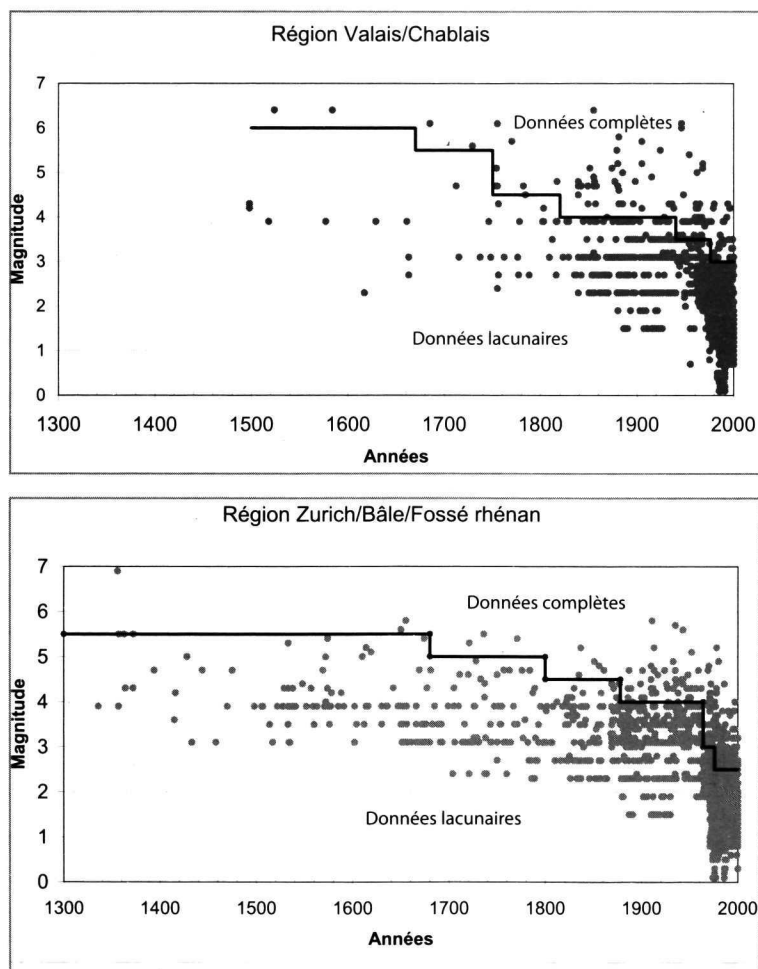 Région Valais/Chablais
7
6
5
4
3
2
1
0
Magnitude
Données complètes
Données lacunaires
1300 1400 1500 1600 1700 1800 1900 2000
Années
Région Zurich/Bâle/Fossé rhénan
7
6
5
4
3
2
1
0
Magnitude
Données complètes
Données lacunaires
1300 1400 1500 1600 1700 1800 1900 2000
Années